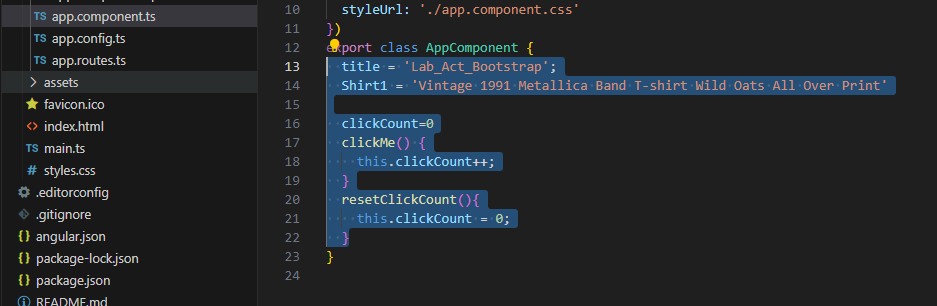 TS app.component.ts
TS app.config.ts
TS app.routes.ts
> assets
favicon.ico
<> index.html
TS main.ts
# styles.css
.editorconfig
.gitignore
{} angular.json
{} package-lock.json
{} package.json
README.md
10 styleUrl: './app.component.css'
11 })
12 export class AppComponent {
13 title = 'Lab_Act_Bootstrap';
14 Shirt1 = 'Vintage 1991 Metallica Band T-shirt Wild Oats All Over Print'
15
16 clickCount=0
17 clickMe() {
18 this.clickCount++;
19 }
20 resetClickCount(){
21 this.clickCount = 0;
22 }
23 }
24